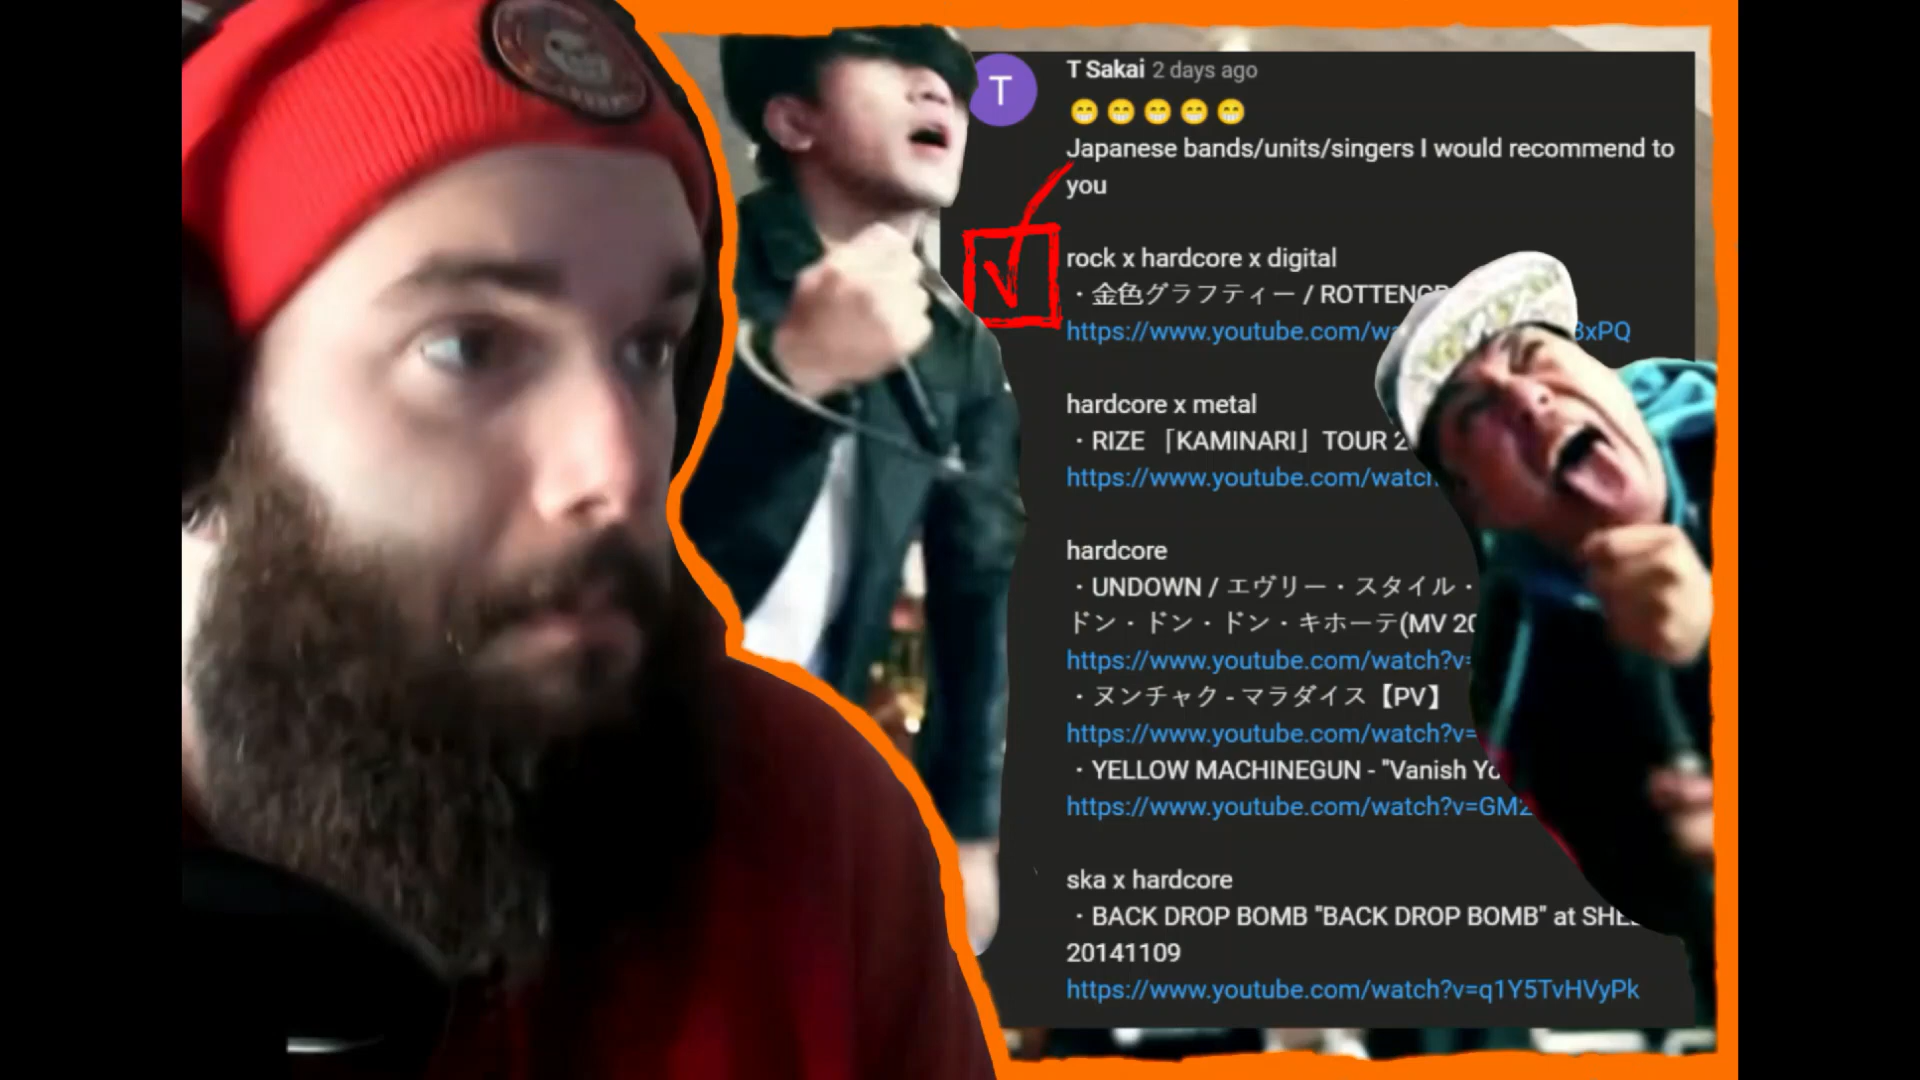 T
T Sakai 2 days ago
😁😁😁😁😁
Japanese bands/units/singers I would recommend to
you
rock x hardcore x digital
・金色グラフティー / ROTTENGR
https://www.youtube.com/wa 3xPQ
hardcore x metal
・RIZE 「KAMINARI」 TOUR 2
https://www.youtube.com/watch
hardcore
・UNDOWN / エヴリー・スタイル・
ドン・ドン・ドン・キホーテ(MV 20
https://www.youtube.com/watch?v=
・ヌンチャク - マラダイス【PV】
https://www.youtube.com/watch?v=
・YELLOW MACHINEGUN - "Vanish Yo
https://www.youtube.com/watch?v=GM2
ska x hardcore
・BACK DROP BOMB "BACK DROP BOMB" at SHEL
20141109
https://www.youtube.com/watch?v=q1Y5TvHVyPk